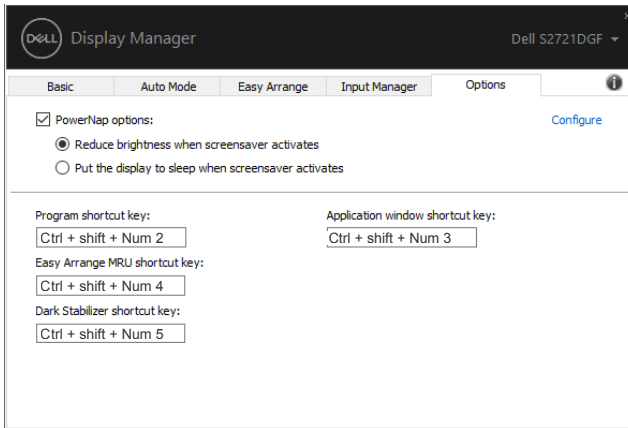 DELL Display Manager
Dell S2721DGF
Basic Auto Mode Easy Arrange Input Manager Options
PowerNap options:
Configure
Reduce brightness when screensaver activates
Put the display to sleep when screensaver activates
Program shortcut key:
Application window shortcut key:
Ctrl + shift + Num 2
Ctrl + shift + Num 3
Easy Arrange MRU shortcut key:
Ctrl + shift + Num 4
Dark Stabilizer shortcut key:
Ctrl + shift + Num 5